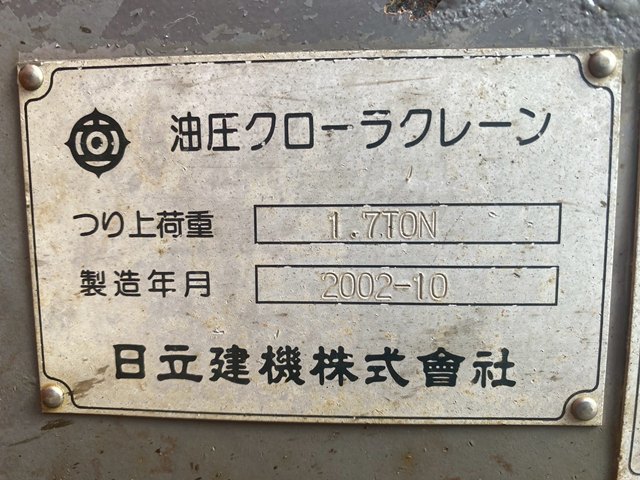 油圧クローラクレーン
つり上荷重 1.7TON
製造年月 2002-10
日立建機株式會社